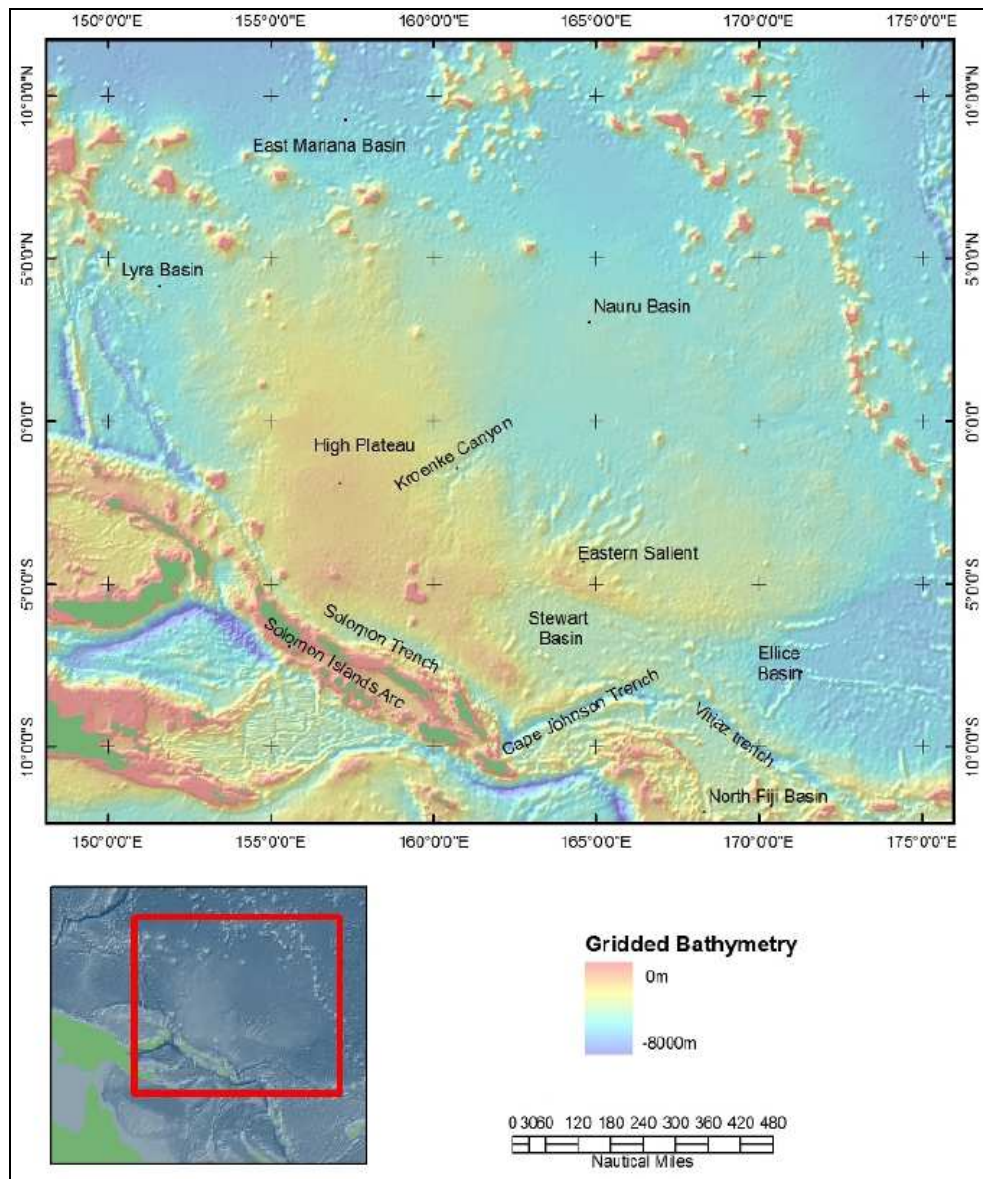 150°0'0"E 155°0'0"E 160°0'0"E 165°0'0"E 170°0'0"E 175°0'0"E
10°0'0"N
10°0'0"N
East Mariana Basin
5°0'0"N
5°0'0"N
Lyra Basin
Nauru Basin
0°0'0"
0°0'0"
High Plateau
Kroenke Canyon
Eastern Salient
5°0'0"S
5°0'0"S
Stewart
Basin
Solomon Trench
Solomon Islands Arc
Ellice
Basin
Cape Johnson Trench
Vitiaz trench
10°0'0"S
10°0'0"S
North Fiji Basin
150°0'0"E 155°0'0"E 160°0'0"E 165°0'0"E 170°0'0"E 175°0'0"E
Gridded Bathymetry
0m
-8000m
0 30 60 120 180 240 300 360 420 480
Nautical Miles